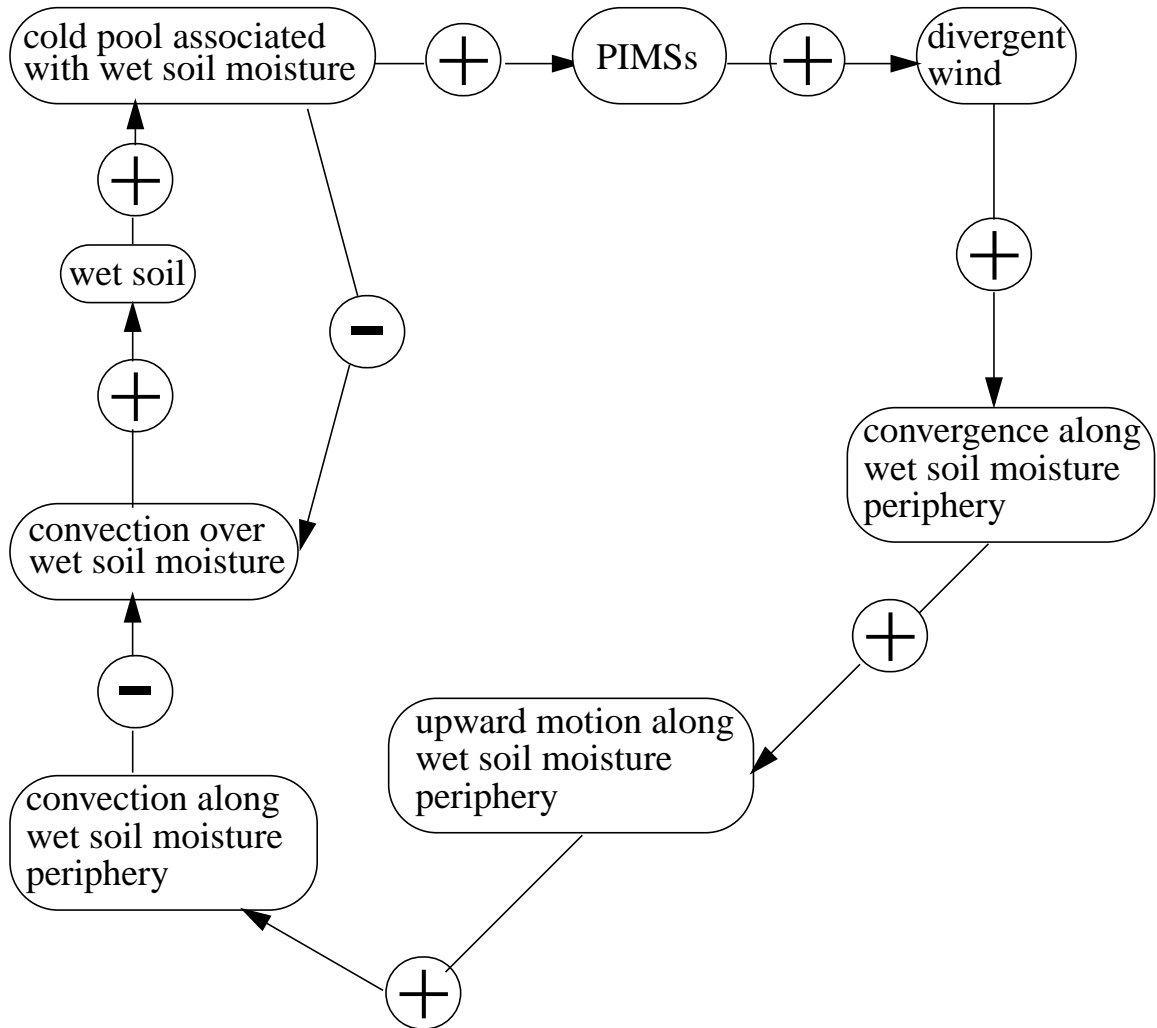 cold pool associated
with wet soil moisture
+
PIMSs
+
divergent
wind
+
convergence along
wet soil moisture
periphery
+
upward motion along
wet soil moisture
periphery
+
convection along
wet soil moisture
periphery
-
convection over
wet soil moisture
+
wet soil
+
-